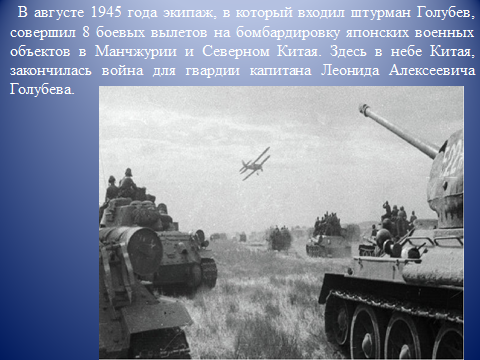 В августе 1945 года экипаж, в который входил штурман Голубев,
совершил 8 боевых вылетов на бомбардировку японских военных
объектов в Манчжурии и Северном Китая. Здесь в небе Китая,
закончилась война для гвардии капитана Леонида Алексеевича
Голубева.